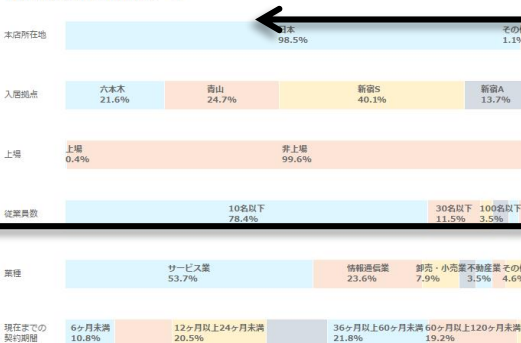 本店所在地
日本
98.5%
1.1%
入居拠点
六本木
21.6%
青山
24.7%
新宿S
40.1%
新宿A
13.7%
上場
上場
0.4%
非上場
99.6%
従業員数
10名以下
78.4%
30名以下
11.5%
100名以下
3.5%
業種
サービス業
53.7%
情報通信業
23.6%
卸売・小売業
7.9%
不動産業
3.5%
その他
4.6%
現在までの
契約期間
6ヶ月未満
10.8%
12ヶ月以上24ヶ月未満
20.5%
36ヶ月以上60ヶ月未満
21.8%
60ヶ月以上120ヶ月未満
19.2%